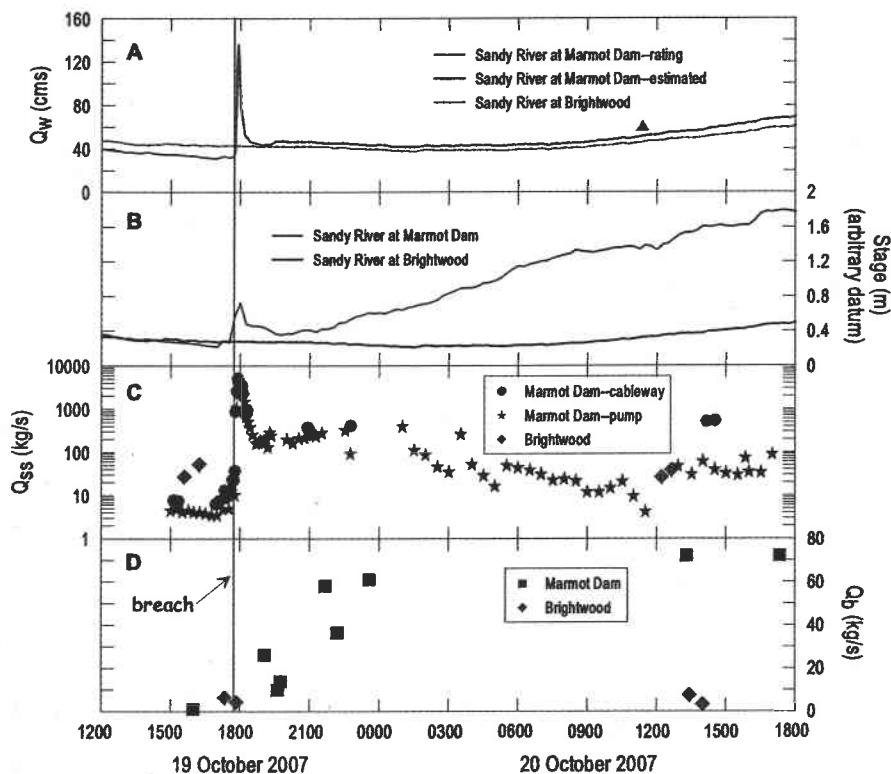 160
120
80
40
0
Q_w (cms)
A
Sandy River at Marmot Dam--rating
Sandy River at Marmot Dam--estimated
Sandy River at Brightwood
B
Sandy River at Marmot Dam
Sandy River at Brightwood
2
1.6
1.2
0.8
0.4
0
Stage (m)
(arbitrary datum)
10000
1000
100
10
1
Q_ss (kg/s)
C
Marmot Dam--cableway
Marmot Dam--pump
Brightwood
D
breach
Marmot Dam
Brightwood
80
60
40
20
0
Q_b (kg/s)
1200 1500 1800 2100 0000 0300 0600 0900 1200 1500 1800
19 October 2007 20 October 2007